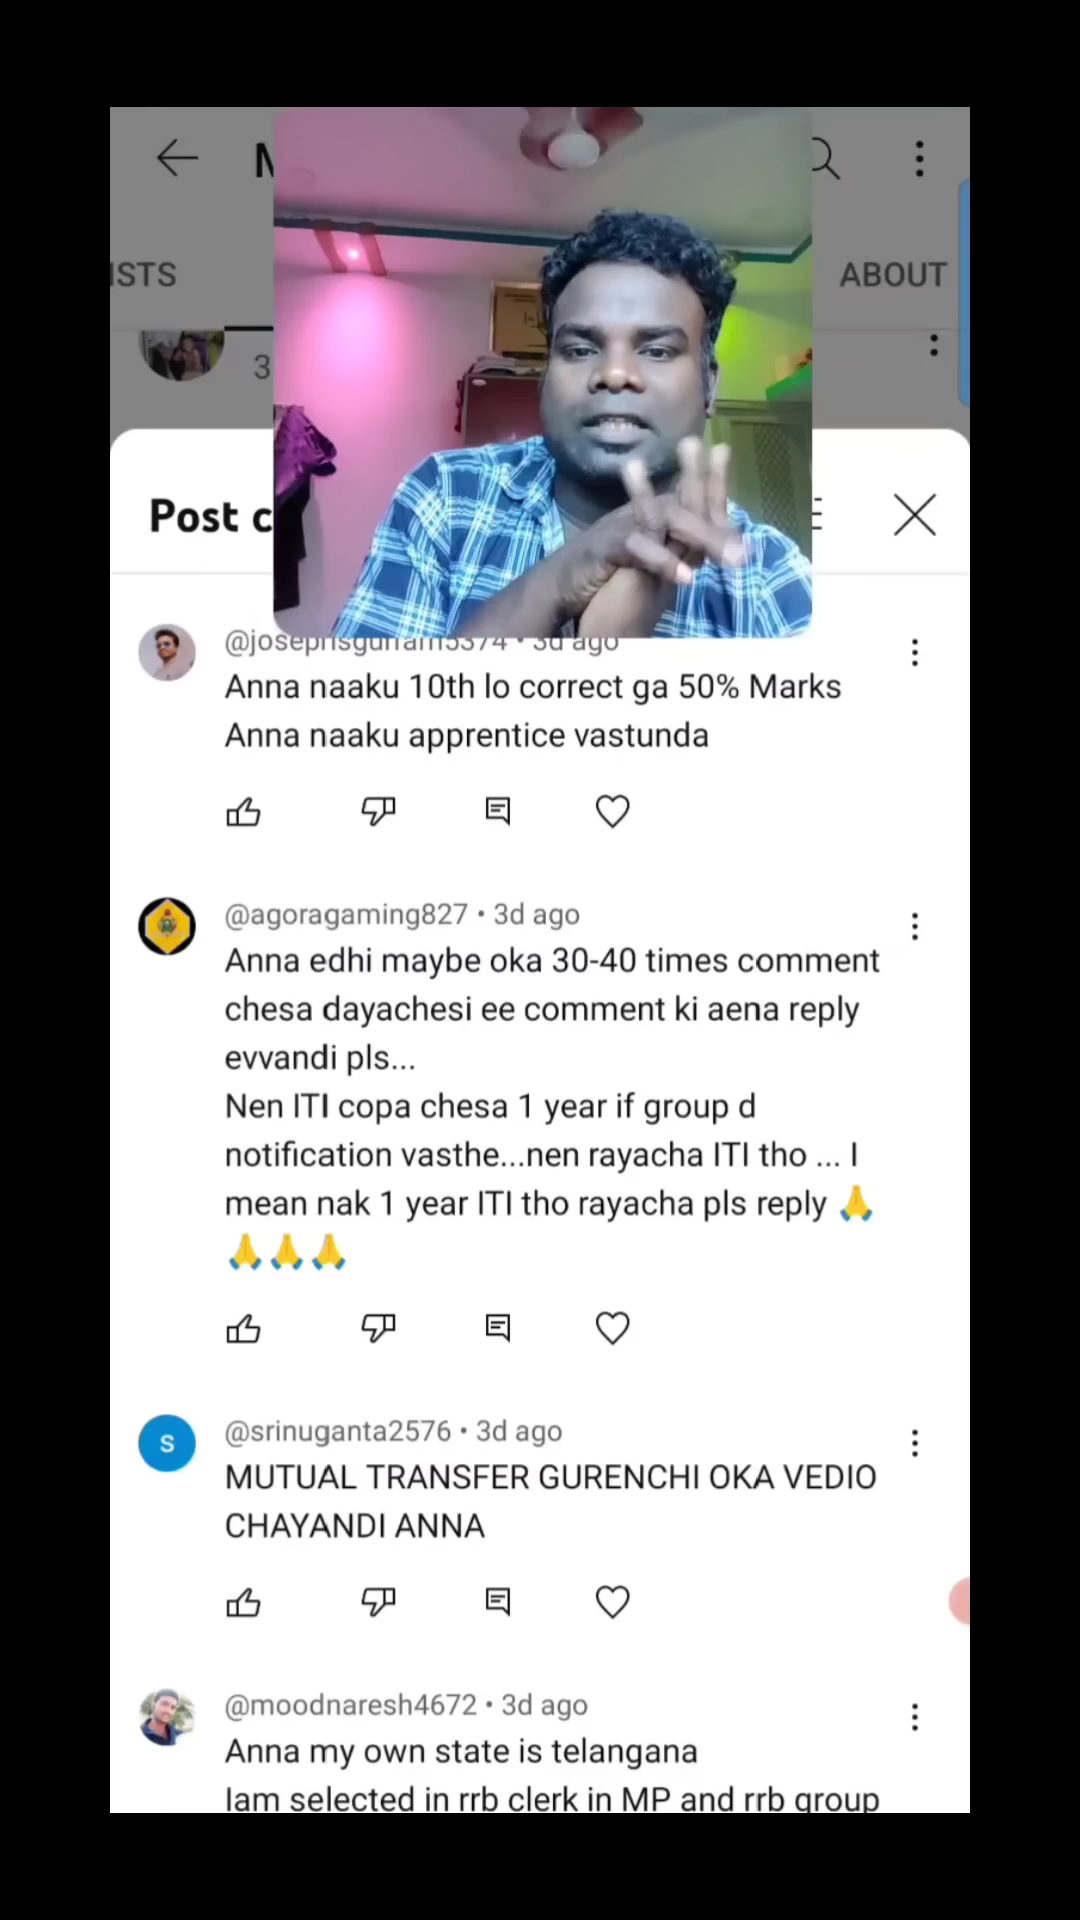 ISTS
ABOUT
3
Post c
3d ago
Anna naaku 10th lo correct ga 50% Marks
Anna naaku apprentice vastunda
@agoragaming827 • 3d ago
Anna edhi maybe oka 30-40 times comment
chesa dayachesi ee comment ki aena reply
evvandi pls...
Nen ITI copa chesa 1 year if group d
notification vasthe...nen rayacha ITI tho ... I
mean nak 1 year ITI tho rayacha pls reply 🙏
🙏🙏🙏
S
@srinuganta2576 • 3d ago
MUTUAL TRANSFER GURENCHI OKA VEDIO
CHAYANDI ANNA
@moodnaresh4672 • 3d ago
Anna my own state is telangana
Iam selected in rrb clerk in MP and rrb group